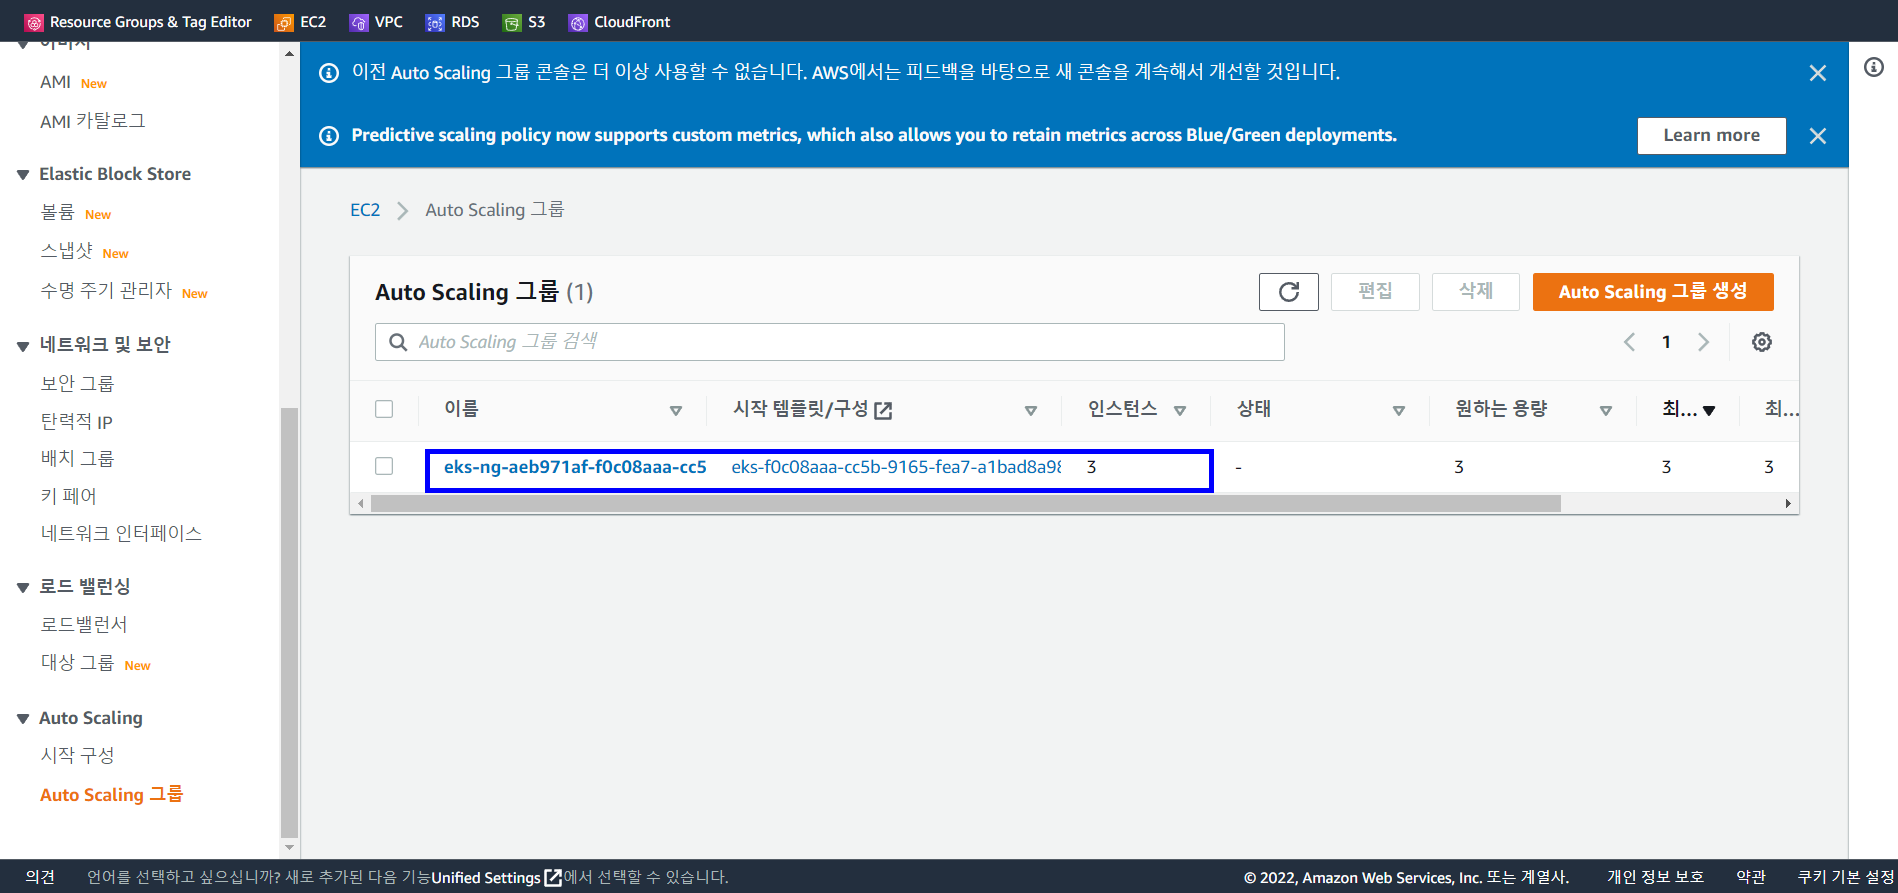 Resource Groups & Tag Editor EC2 VPC RDS S3 CloudFront
이미지
AMI New
AMI 카탈로그
Elastic Block Store
볼륨 New
스냅샷 New
수명 주기 관리자 New
네트워크 및 보안
보안 그룹
탄력적 IP
배치 그룹
키 페어
네트워크 인터페이스
로드 밸런싱
로드밸런서
대상 그룹 New
Auto Scaling
시작 구성
Auto Scaling 그룹
이전 Auto Scaling 그룹 콘솔은 더 이상 사용할 수 없습니다. AWS에서는 피드백을 바탕으로 새 콘솔을 계속해서 개선할 것입니다.
Predictive scaling policy now supports custom metrics, which also allows you to retain metrics across Blue/Green deployments. Learn more
EC2 Auto Scaling 그룹
Auto Scaling 그룹 (1) 편집 삭제 Auto Scaling 그룹 생성
Auto Scaling 그룹 검색 1
이름 시작 템플릿/구성 인스턴스 상태 원하는 용량 최... 최...
eks-ng-aeb971af-f0c08aaa-cc5 eks-f0c08aaa-cc5b-9165-fea7-a1bad8a98 3 - 3 3 3
의견 언어를 선택하고 싶으십니까? 새로 추가된 다음 기능Unified Settings에서 선택할 수 있습니다. © 2022, Amazon Web Services, Inc. 또는 계열사. 개인 정보 보호 약관 쿠키 기본 설정